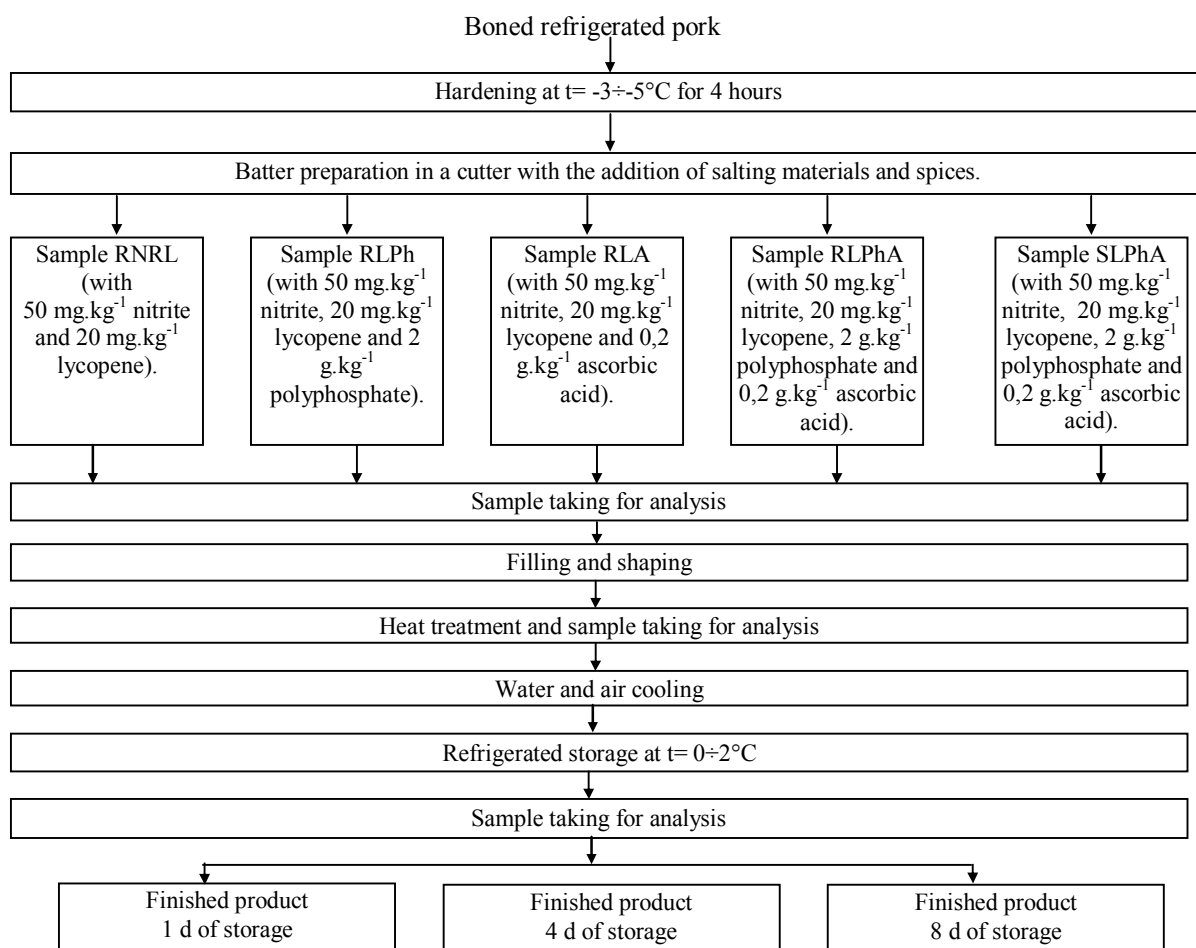 Boned refrigerated pork
Hardening at t= -3÷-5°C for 4 hours
Batter preparation in a cutter with the addition of salting materials and spices.
Sample RNRL
(with
50 mg.kg⁻¹ nitrite
and 20 mg.kg⁻¹
lycopene).
Sample RLPh
(with 50 mg.kg⁻¹
nitrite, 20 mg.kg⁻¹
lycopene and 2
g.kg⁻¹
polyphosphate).
Sample RLA
(with 50 mg.kg⁻¹
nitrite, 20 mg.kg⁻¹
lycopene and 0,2
g.kg⁻¹ ascorbic
acid).
Sample RLPhA
(with 50 mg.kg⁻¹
nitrite, 20 mg.kg⁻¹
lycopene, 2 g.kg⁻¹
polyphosphate and
0,2 g.kg⁻¹ ascorbic
acid).
Sample SLPhA
(with 50 mg.kg⁻¹
nitrite, 20 mg.kg⁻¹
lycopene, 2 g.kg⁻¹
polyphosphate and
0,2 g.kg⁻¹ ascorbic
acid).
Sample taking for analysis
Filling and shaping
Heat treatment and sample taking for analysis
Water and air cooling
Refrigerated storage at t= 0÷2°C
Sample taking for analysis
Finished product
1 d of storage
Finished product
4 d of storage
Finished product
8 d of storage